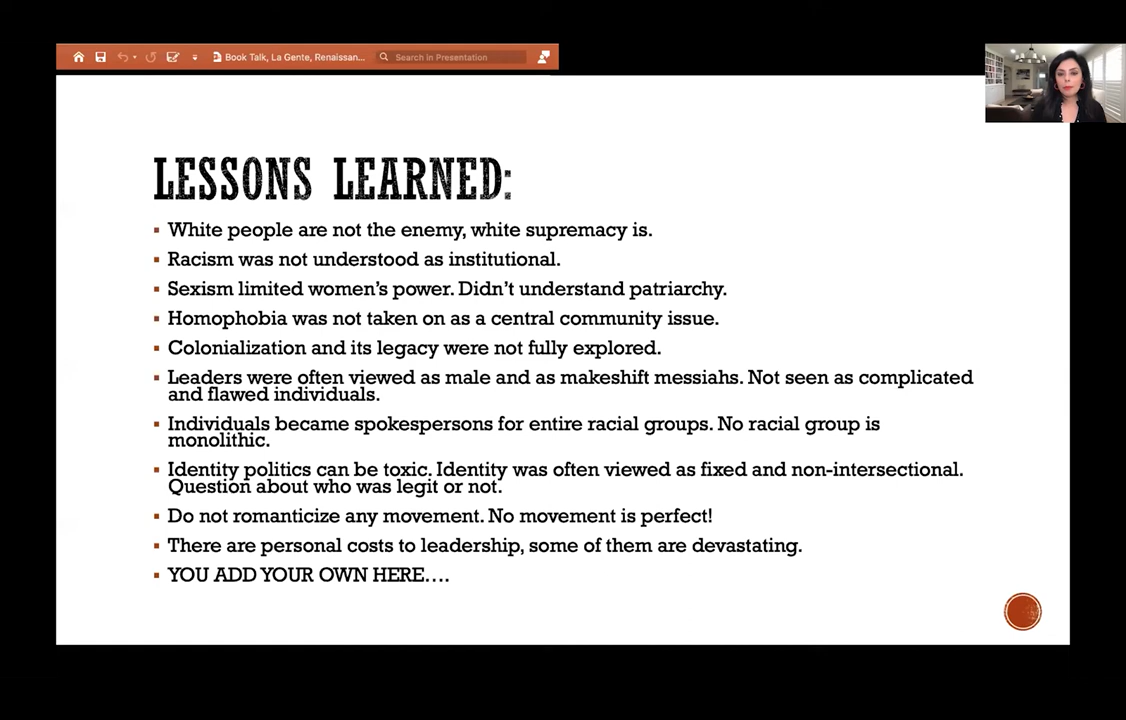 Book Talk, La Gente, Renaissan...
Search in Presentation
LESSONS LEARNED:
▪ White people are not the enemy, white supremacy is.
▪ Racism was not understood as institutional.
▪ Sexism limited women's power. Didn't understand patriarchy.
▪ Homophobia was not taken on as a central community issue.
▪ Colonialization and its legacy were not fully explored.
▪ Leaders were often viewed as male and as makeshift messiahs. Not seen as complicated
and flawed individuals.
▪ Individuals became spokespersons for entire racial groups. No racial group is
monolithic.
▪ Identity politics can be toxic. Identity was often viewed as fixed and non-intersectional.
Question about who was legit or not.
▪ Do not romanticize any movement. No movement is perfect!
▪ There are personal costs to leadership, some of them are devastating.
▪ YOU ADD YOUR OWN HERE....